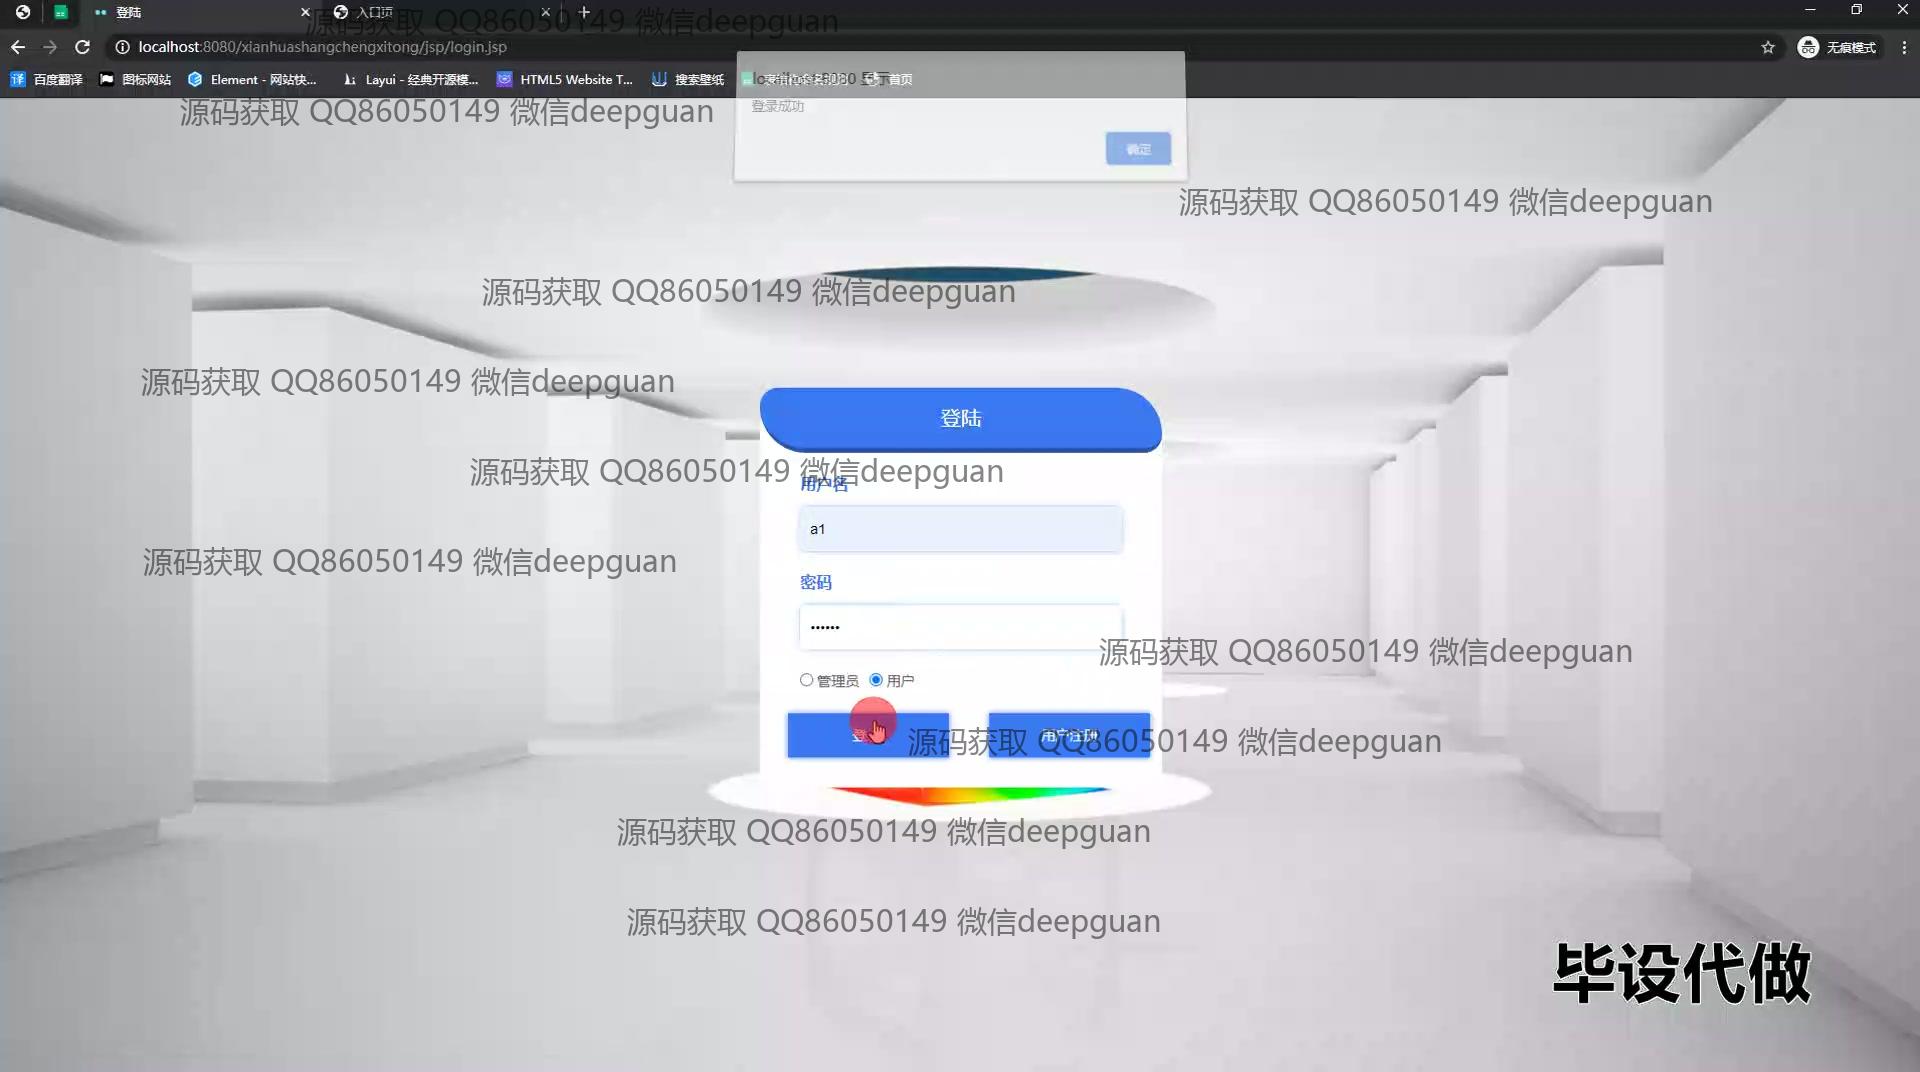 登陆
入口页
源码获取 QQ86050149 微信deepguan
localhost:8080/xianhuashangchengxitong/jsp/login.jsp
无痕模式
百度翻译
图标网站
Element - 网站快...
Layui - 经典开源模...
HTML5 Website T...
搜索壁纸
首页
登录成功
源码获取 QQ86050149 微信deepguan
确定
源码获取 QQ86050149 微信deepguan
源码获取 QQ86050149 微信deepguan
源码获取 QQ86050149 微信deepguan
登陆
源码获取 QQ86050149 微信deepguan
用户名
a1
源码获取 QQ86050149 微信deepguan
密码
源码获取 QQ86050149 微信deepguan
管理员
用户
用户注册
源码获取 QQ86050149 微信deepguan
源码获取 QQ86050149 微信deepguan
源码获取 QQ86050149 微信deepguan
毕设代做